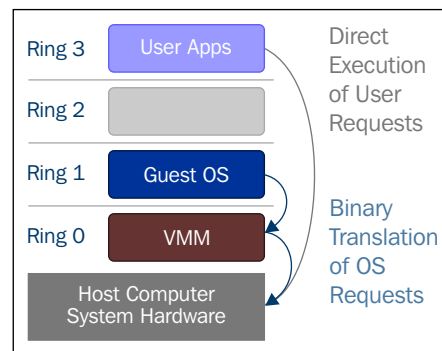 Ring 3
User Apps
Direct
Execution
of User
Requests
Ring 2
Ring 1
Guest OS
Ring 0
VMM
Binary
Translation
of OS
Requests
Host Computer
System Hardware